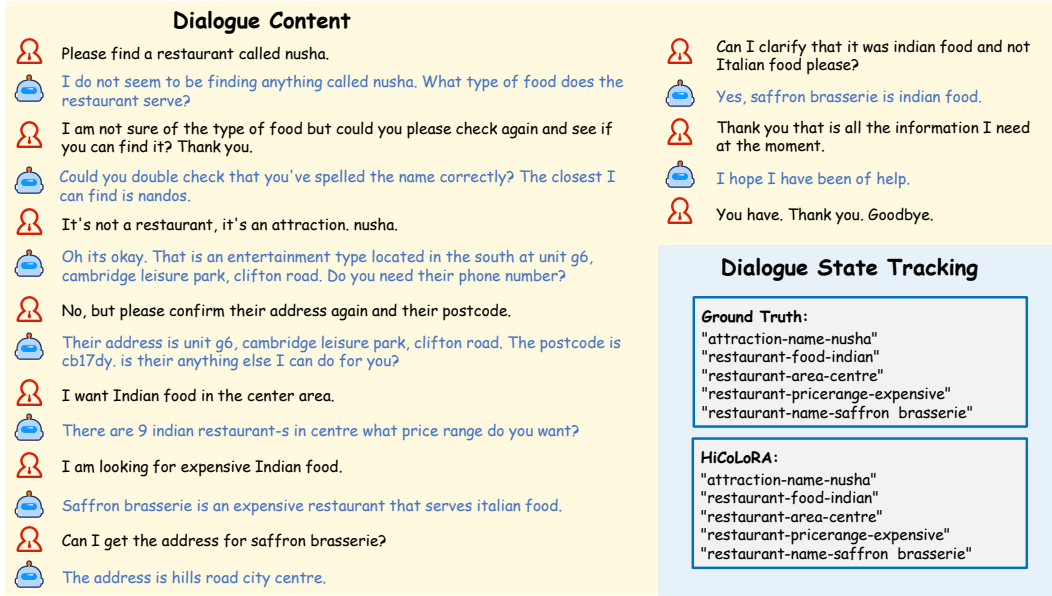 Dialogue Content
Please find a restaurant called nusha.
I do not seem to be finding anything called nusha. What type of food does the
restaurant serve?
I am not sure of the type of food but could you please check again and see if
you can find it? Thank you.
Could you double check that you've spelled the name correctly? The closest I
can find is nandos.
It's not a restaurant, it's an attraction. nusha.
Oh its okay. That is an entertainment type located in the south at unit g6,
cambridge leisure park, clifton road. Do you need their phone number?
No, but please confirm their address again and their postcode.
Their address is unit g6, cambridge leisure park, clifton road. The postcode is
cb17dy. is their anything else I can do for you?
I want Indian food in the center area.
There are 9 indian restaurant-s in centre what price range do you want?
I am looking for expensive Indian food.
Saffron brasserie is an expensive restaurant that serves italian food.
Can I get the address for saffron brasserie?
The address is hills road city centre.
Can I clarify that it was indian food and not
Italian food please?
Yes, saffron brasserie is indian food.
Thank you that is all the information I need
at the moment.
I hope I have been of help.
You have. Thank you. Goodbye.
Dialogue State Tracking
Ground Truth:
"attraction-name-nusha"
"restaurant-food-indian"
"restaurant-area-centre"
"restaurant-pricerange-expensive"
"restaurant-name-saffron brasserie"
HiCoLoRA:
"attraction-name-nusha"
"restaurant-food-indian"
"restaurant-area-centre"
"restaurant-pricerange-expensive"
"restaurant-name-saffron brasserie"